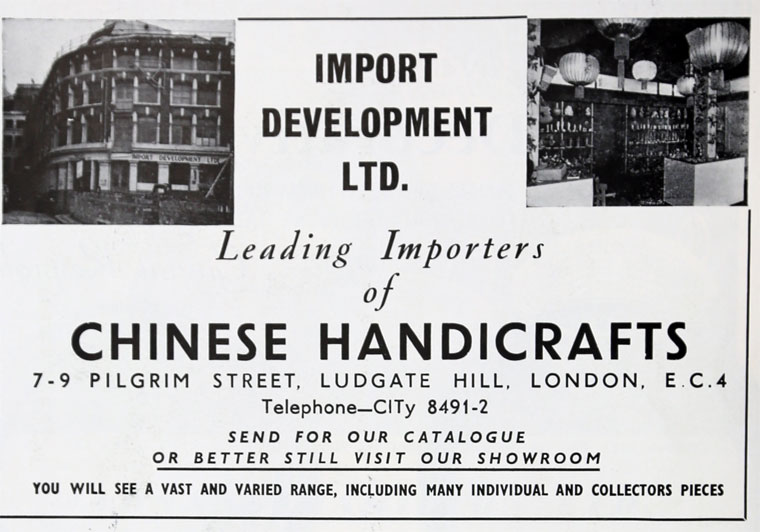 IMPORT DEVELOPMENT LTD
IMPORT
DEVELOPMENT
LTD.
Leading Importers
of
CHINESE HANDICRAFTS
7-9 PILGRIM STREET, LUDGATE HILL, LONDON, E.C.4
Telephone—CITy 8491-2
SEND FOR OUR CATALOGUE
OR BETTER STILL VISIT OUR SHOWROOM
YOU WILL SEE A VAST AND VARIED RANGE, INCLUDING MANY INDIVIDUAL AND COLLECTORS PIECES